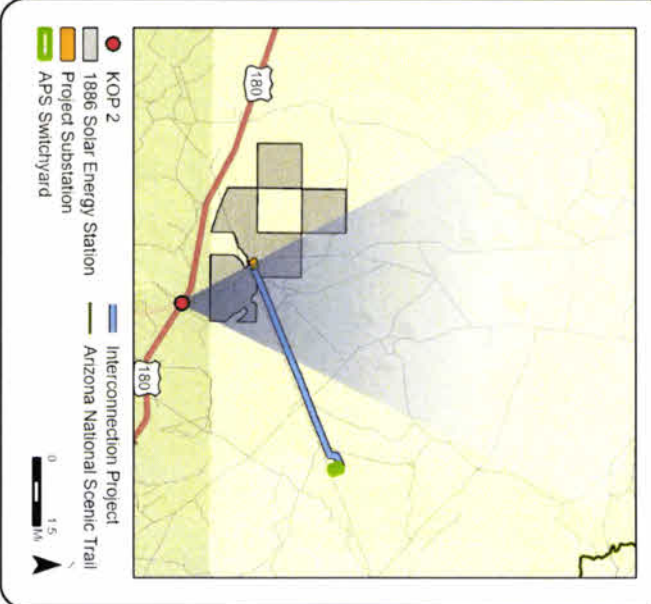 180
180
KOP 2
1886 Solar Energy Station
Project Substation
APS Switchyard
Interconnection Project
Arizona National Scenic Trail
0 1.5
Mi